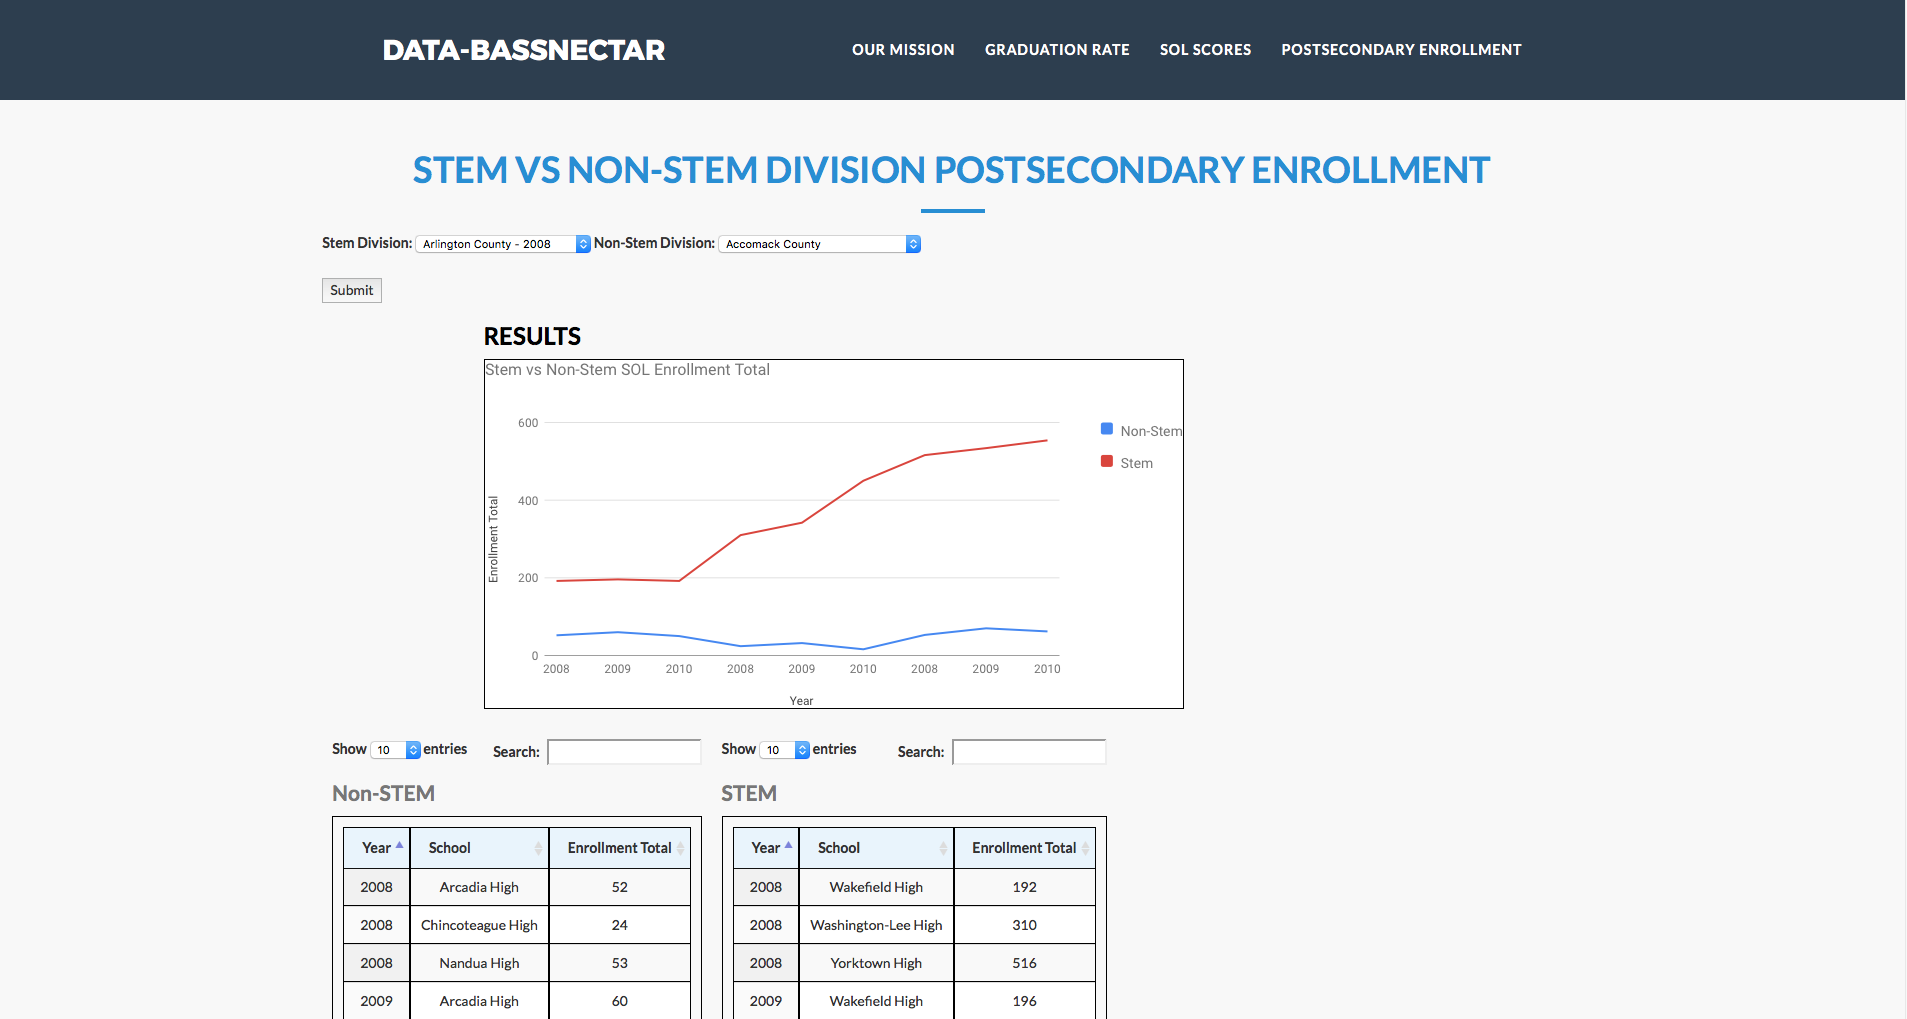 DATA-BASSNECTAR OUR MISSION GRADUATION RATE SOL SCORES POSTSECONDARY ENROLLMENT
STEM VS NON-STEM DIVISION POSTSECONDARY ENROLLMENT
Stem Division: Arlington County - 2008 Non-Stem Division: Accomack County
Submit
RESULTS
Stem vs Non-Stem SOL Enrollment Total
600
400
200
0
Enrollment Total
2008 2009 2010 2008 2009 2010 2008 2009 2010
Year
Non-Stem
Stem
Show 10 entries Search: Show 10 entries Search:
Non-STEM STEM
Year School Enrollment Total Year School Enrollment Total
2008 Arcadia High 52 2008 Wakefield High 192
2008 Chincoteague High 24 2008 Washington-Lee High 310
2008 Nandua High 53 2008 Yorktown High 516
2009 Arcadia High 60 2009 Wakefield High 196